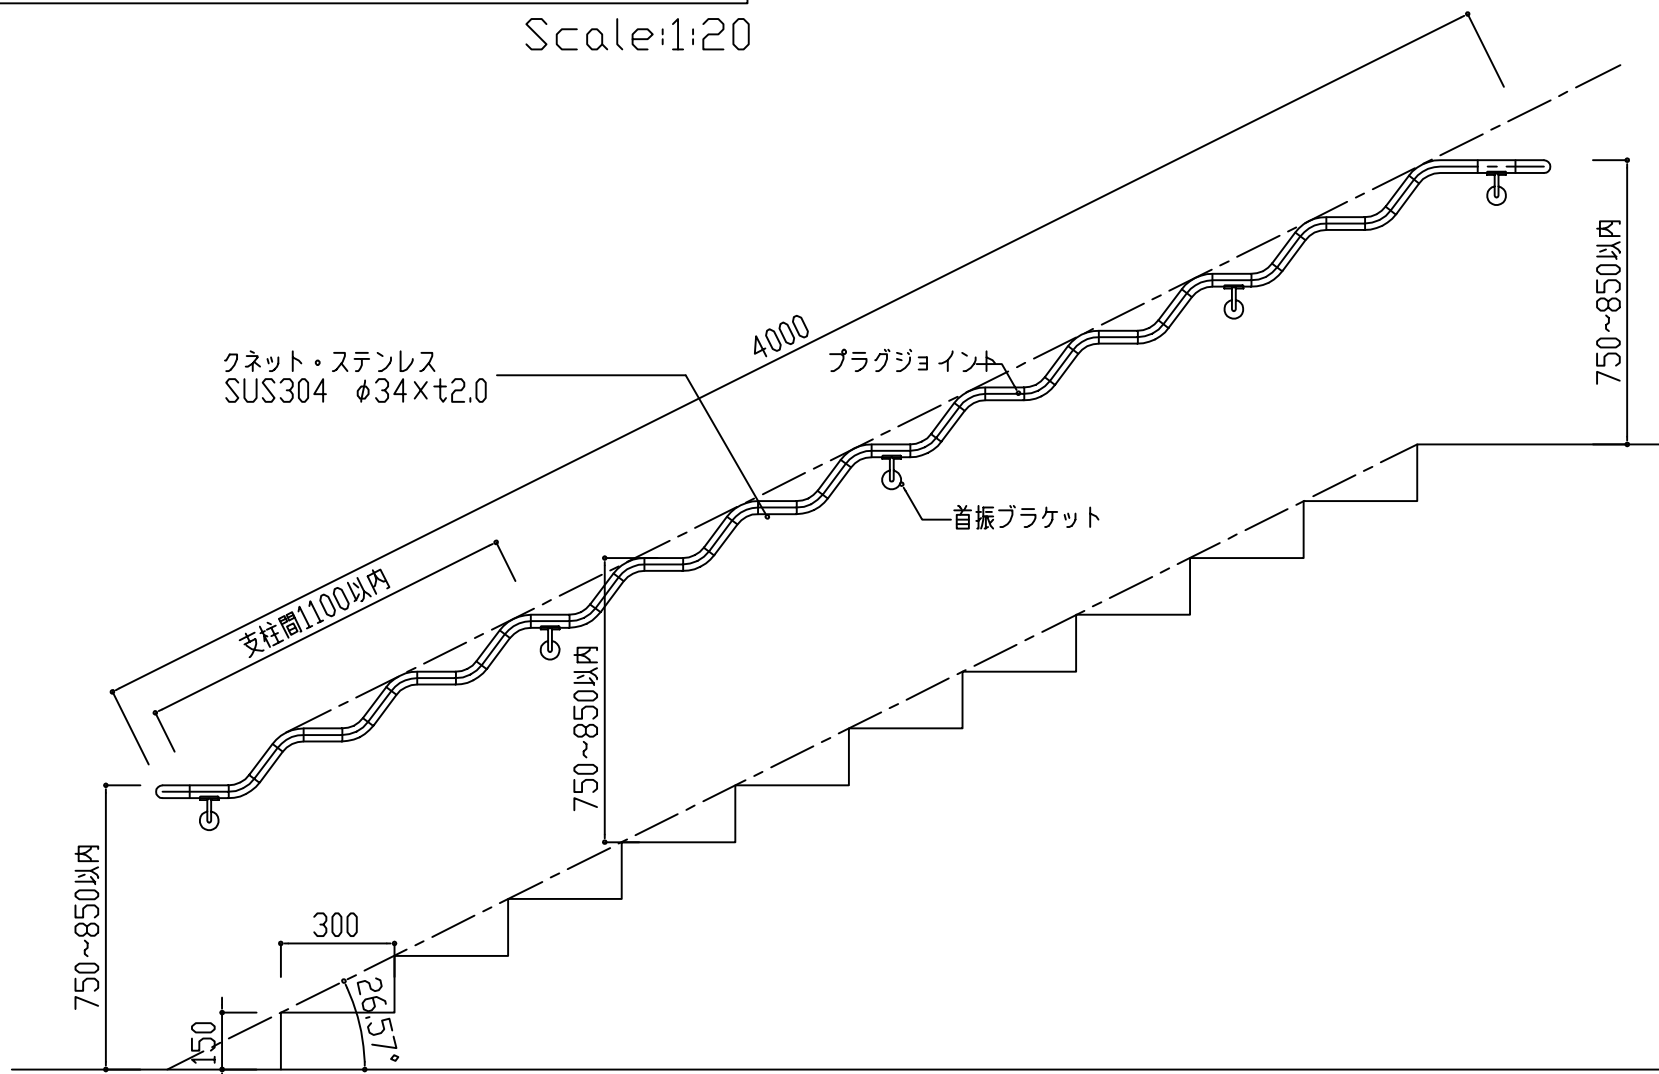 Scale:1:20
4000
クネット・ステンレス
SUS304 φ34×t2.0
プラグジョイント
750~850以内
首振ブラケット
支柱間1100以内
750~850以内
750~850以内
300
150
26.57°